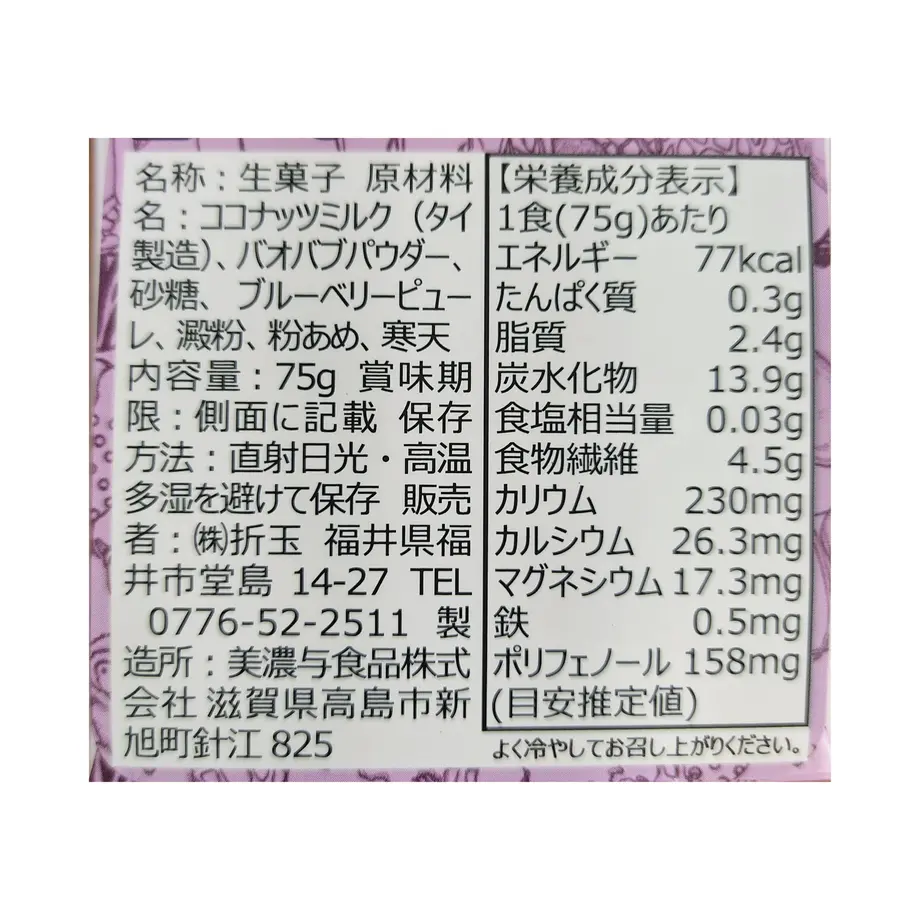 名称：生菓子 原材料
名：ココナッツミルク（タイ
製造）、バオバブパウダー、
砂糖、ブルーベリーピュー
レ、澱粉、粉あめ、寒天
内容量：75g 賞味期
限：側面に記載 保存
方法：直射日光・高温
多湿を避けて保存 販売
者：㈱折玉 福井県福
井市堂島 14-27 TEL
0776-52-2511 製
造所：美濃与食品株式
会社 滋賀県高島市新
旭町針江 825
【栄養成分表示】
1食(75g)あたり
エネルギー 77kcal
たんぱく質 0.3g
脂質 2.4g
炭水化物 13.9g
食塩相当量 0.03g
食物繊維 4.5g
カリウム 230mg
カルシウム 26.3mg
マグネシウム 17.3mg
鉄 0.5mg
ポリフェノール 158mg
(目安推定値)
よく冷やしてお召し上がりください。